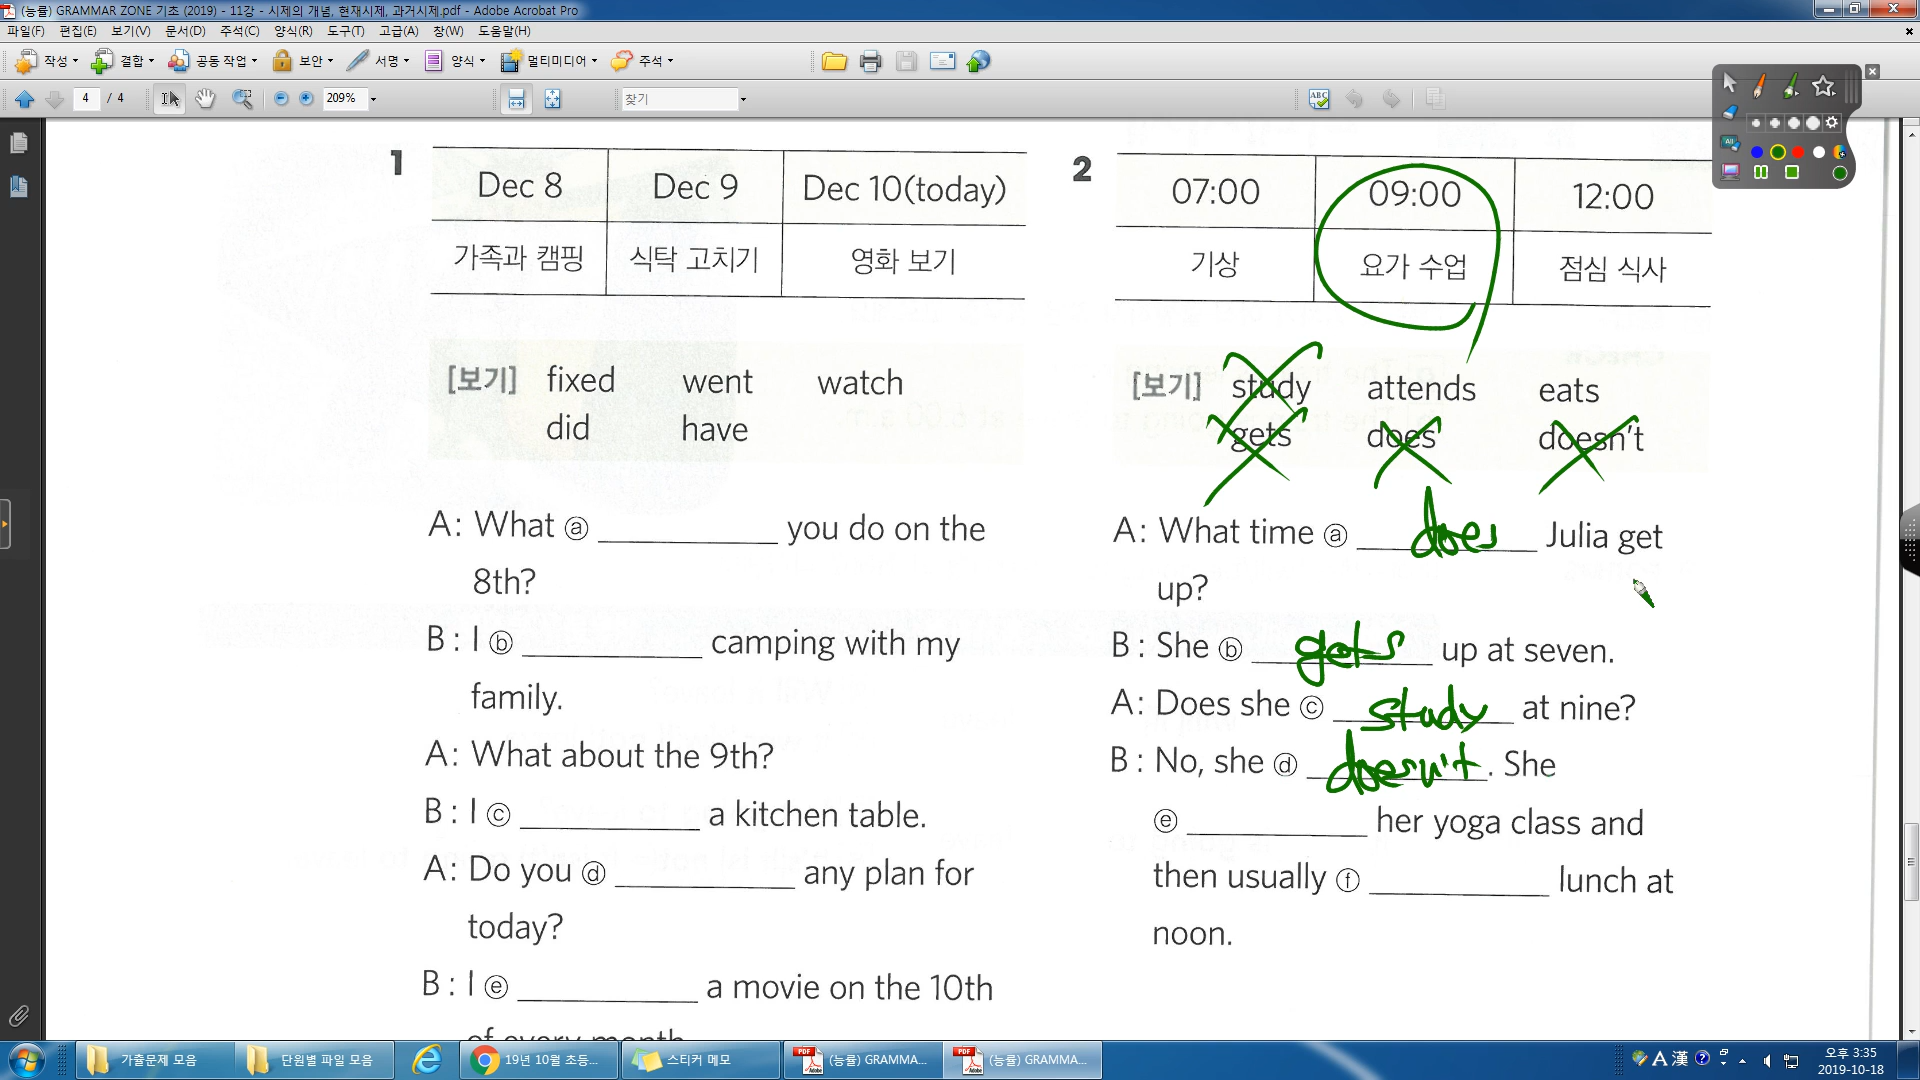 (능률) GRAMMAR ZONE 기초 (2019) - 11강 - 시제의 개념, 현재시제, 과거시제.pdf - Adobe Acrobat Pro
파일(F) 편집(E) 보기(V) 문서(D) 주석(C) 양식(R) 도구(T) 고급(A) 창(W) 도움말(H)
작성 결합 공동 작업 보안 서명 양식 멀티미디어 주석
4 / 4 209% 찾기
1
Dec 8 Dec 9 Dec 10(today)
가족과 캠핑 식탁 고치기 영화 보기
[보기] fixed went watch
did have
A: What ⓐ ____________ you do on the
8th?
B: I ⓑ ____________ camping with my
family.
A: What about the 9th?
B: I ⓒ ____________ a kitchen table.
A: Do you ⓓ ____________ any plan for
today?
B: I ⓔ ____________ a movie on the 10th
of every month
2
07:00 09:00 12:00
기상 요가 수업 점심 식사
[보기] study attends eats
gets does doesn't
A: What time ⓐ does Julia get
up?
B: She ⓑ gets up at seven.
A: Does she ⓒ study at nine?
B: No, she ⓓ doesn't. She
ⓔ ____________ her yoga class and
then usually ⓕ ____________ lunch at
noon.
가출문제 모음 단원별 파일 모음 19년 10월 초등... 스티커 메모 (능률) GRAMMA... (능률) GRAMMA...
A 漢
오후 3:35
2019-10-18